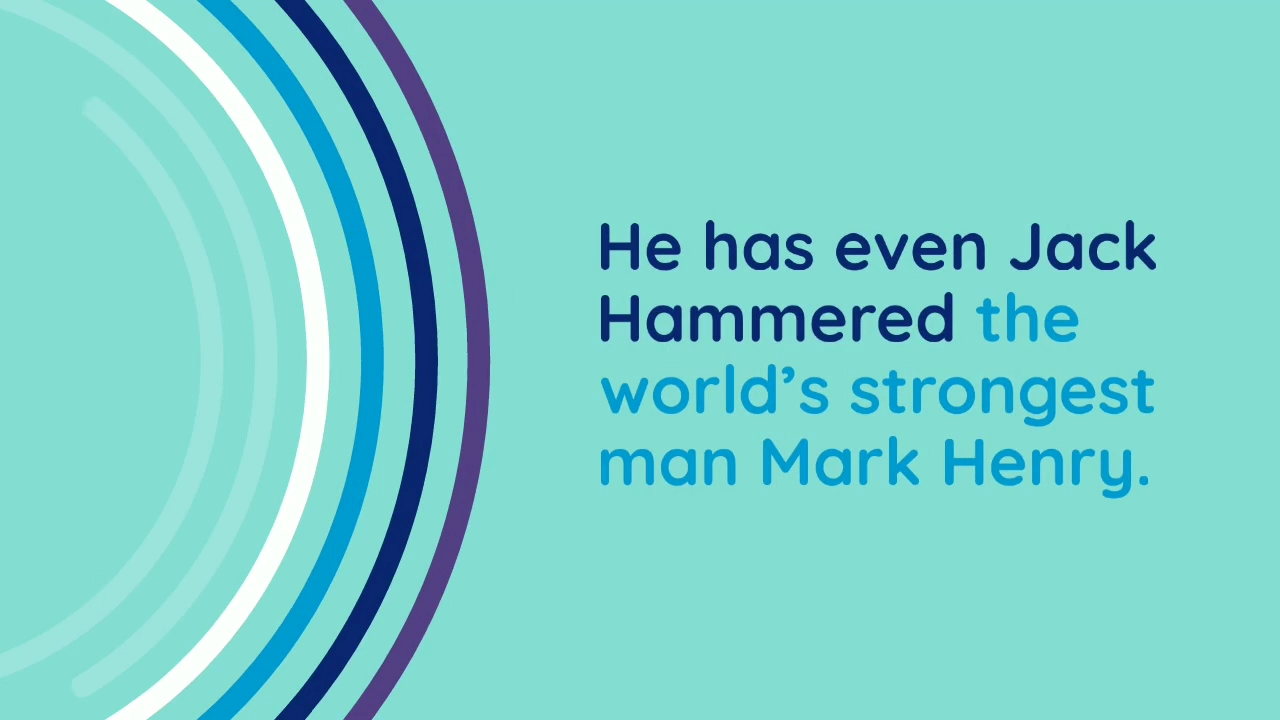 He has even Jack
Hammered the
world’s strongest
man Mark Henry.